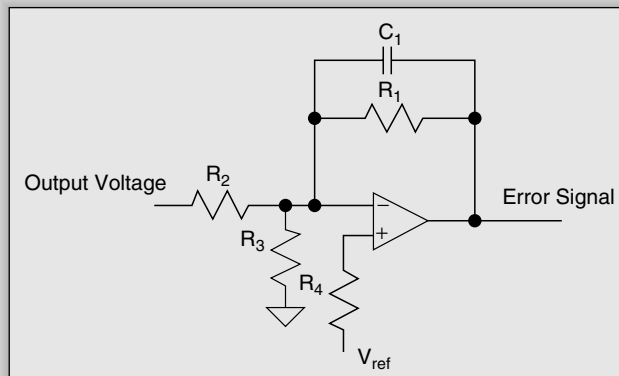 C₁
R₁
R₂
Output Voltage
Error Signal
−
+
R₃
R₄
Vref